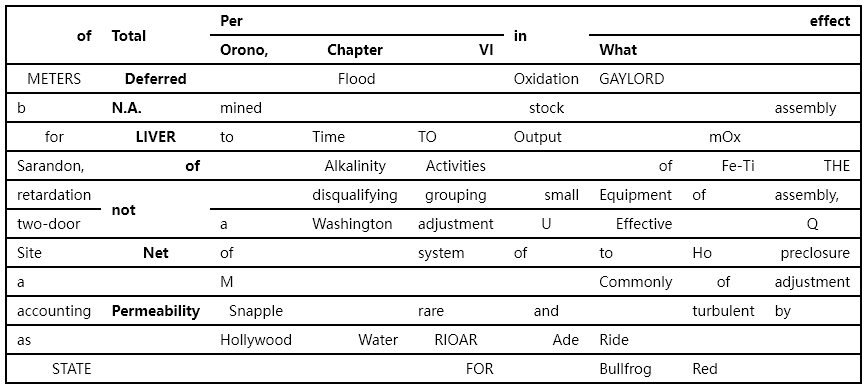 Per effect
of Total in
Orono, Chapter VI What
METERS Deferred Flood Oxidation GAYLORD
b N.A. mined stock assembly
for LIVER to Time TO Output mOx
Sarandon, of Alkalinity Activities of Fe-Ti THE
retardation disqualifying grouping small Equipment of assembly,
not
two-door a Washington adjustment U Effective Q
Site Net of system of to Ho preclosure
a M Commonly of adjustment
accounting Permeability Snapple rare and turbulent by
as Hollywood Water RIOAR Ade Ride
STATE FOR Bullfrog Red